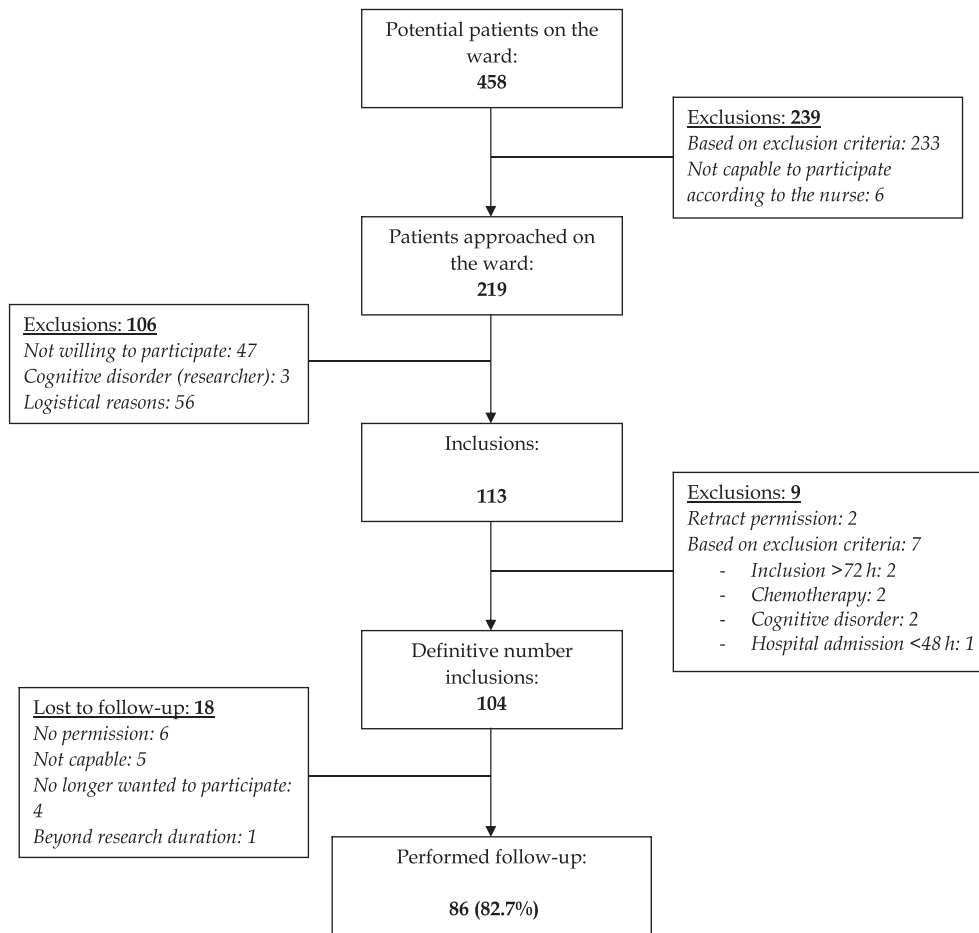 Potential patients on the
ward:
458
Exclusions: 239
Based on exclusion criteria: 233
Not capable to participate
according to the nurse: 6
Patients approached on
the ward:
219
Exclusions: 106
Not willing to participate: 47
Cognitive disorder (researcher): 3
Logistical reasons: 56
Inclusions:
113
Exclusions: 9
Retract permission: 2
Based on exclusion criteria: 7
- Inclusion >72 h: 2
- Chemotherapy: 2
- Cognitive disorder: 2
- Hospital admission <48 h: 1
Definitive number
inclusions:
104
Lost to follow-up: 18
No permission: 6
Not capable: 5
No longer wanted to participate:
4
Beyond research duration: 1
Performed follow-up:
86 (82.7%)